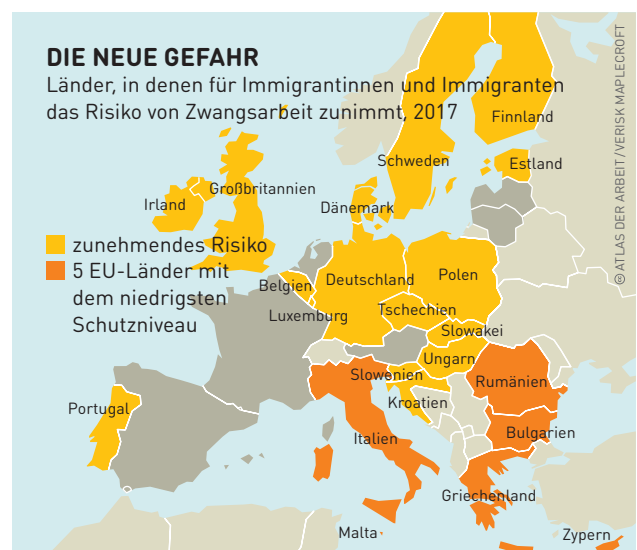 DIE NEUE GEFAHR
Länder, in denen für Immigrantinnen und Immigranten
das Risiko von Zwangsarbeit zunimmt, 2017
Finnland
Schweden
Estland
Großbritannien
Irland
Dänemark
zunehmendes Risiko
5 EU-Länder mit
dem niedrigsten
Schutzniveau
Belgien
Deutschland
Polen
Luxemburg
Tschechien
Slowakei
Ungarn
Slowenien
Rumänien
Kroatien
Portugal
Italien
Bulgarien
Griechenland
Malta
Zypern
© ATLAS DER ARBEIT / VERISK MAPLECROFT